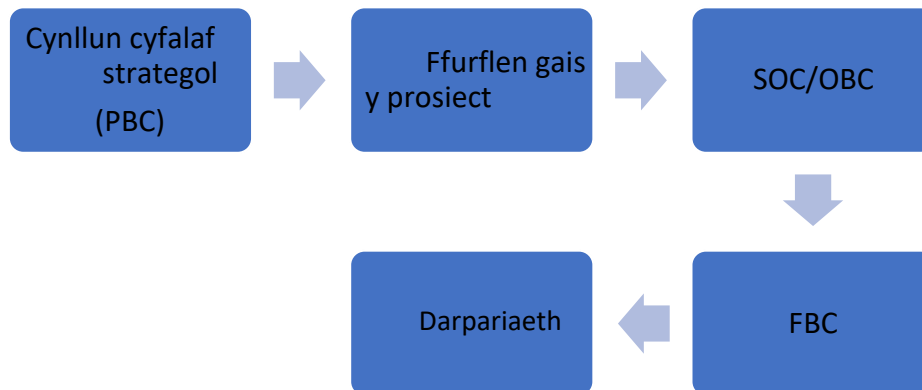 Cynllun cyfalaf
strategol
(PBC)
Ffurflen gais
y prosiect
SOC/OBC
FBC
Darpariaeth